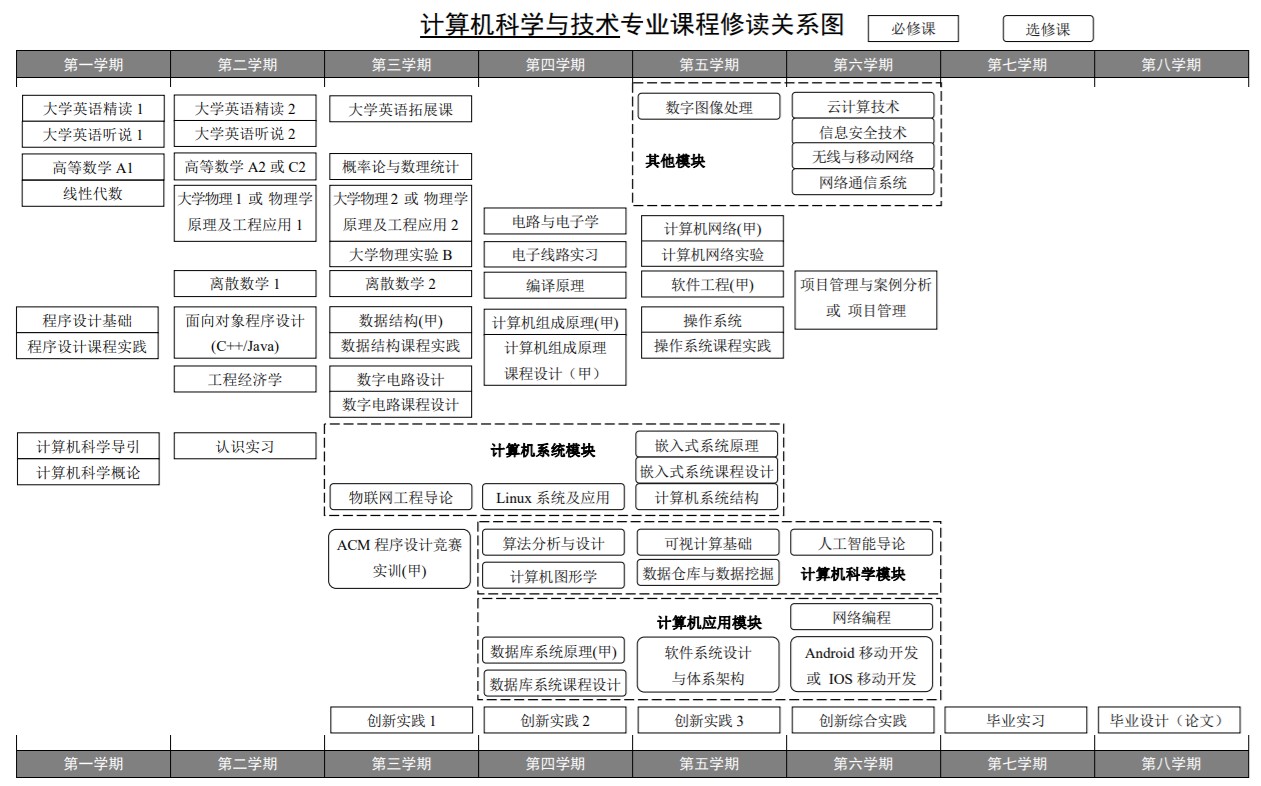 计算机科学与技术专业课程修读关系图
必修课
选修课
第一学期 第二学期 第三学期 第四学期 第五学期 第六学期 第七学期 第八学期
大学英语精读 1
大学英语听说 1
高等数学 A1
线性代数
程序设计基础
程序设计课程实践
计算机科学导引
计算机科学概论
大学英语精读 2
大学英语听说 2
高等数学 A2 或 C2
大学物理 1 或 物理学
原理及工程应用 1
离散数学 1
面向对象程序设计
(C++/Java)
工程经济学
认识实习
大学英语拓展课
概率论与数理统计
大学物理 2 或 物理学
原理及工程应用 2
大学物理实验 B
离散数学 2
数据结构(甲)
数据结构课程实践
数字电路设计
数字电路课程设计
电路与电子学
电子线路实习
编译原理
计算机组成原理(甲)
计算机组成原理
课程设计（甲）
数字图像处理
其他模块
云计算技术
信息安全技术
无线与移动网络
网络通信系统
计算机网络(甲)
计算机网络实验
软件工程(甲)
操作系统
操作系统课程实践
项目管理与案例分析
或 项目管理
计算机系统模块
物联网工程导论
Linux 系统及应用
嵌入式系统原理
嵌入式系统课程设计
计算机系统结构
ACM 程序设计竞赛
实训(甲)
算法分析与设计
计算机图形学
可视计算基础
数据仓库与数据挖掘
人工智能导论
计算机科学模块
计算机应用模块
数据库系统原理(甲)
数据库系统课程设计
软件系统设计
与体系架构
网络编程
Android 移动开发
或 IOS 移动开发
创新实践 1
创新实践 2
创新实践 3
创新综合实践
毕业实习
毕业设计（论文）
第一学期 第二学期 第三学期 第四学期 第五学期 第六学期 第七学期 第八学期